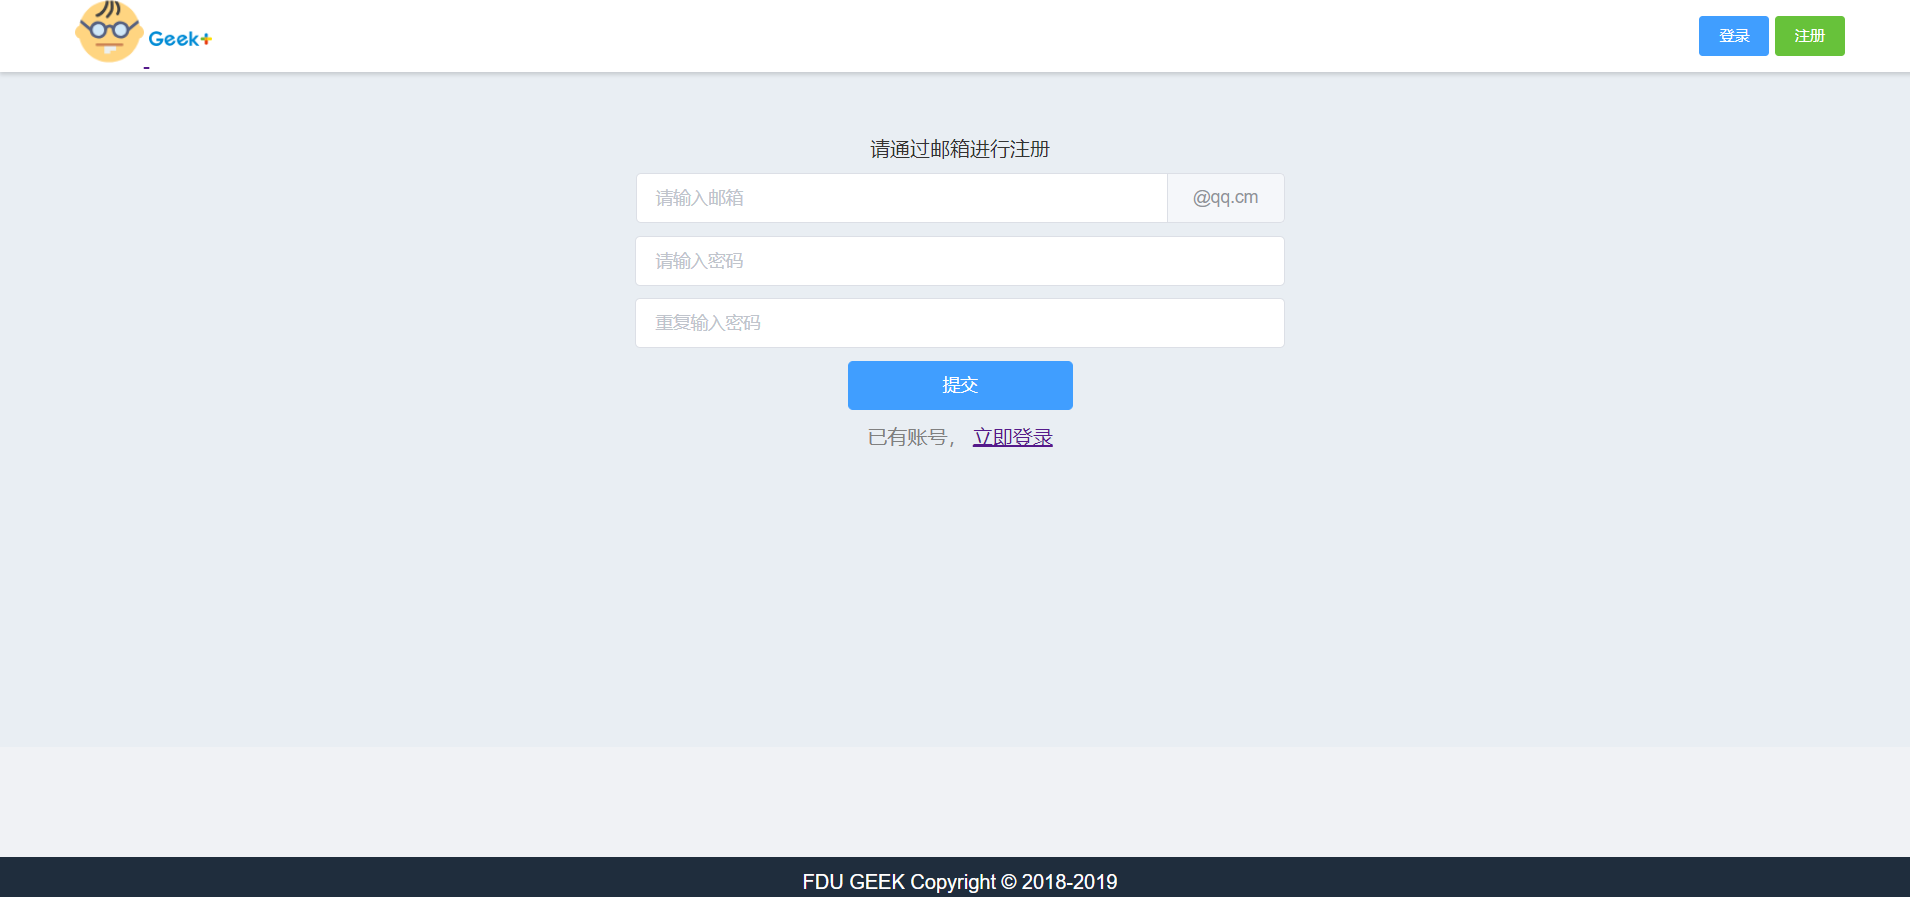 Geek+
登录 注册
请通过邮箱进行注册
请输入邮箱 @qq.cm
请输入密码
重复输入密码
提交
已有账号， 立即登录
FDU GEEK Copyright © 2018-2019